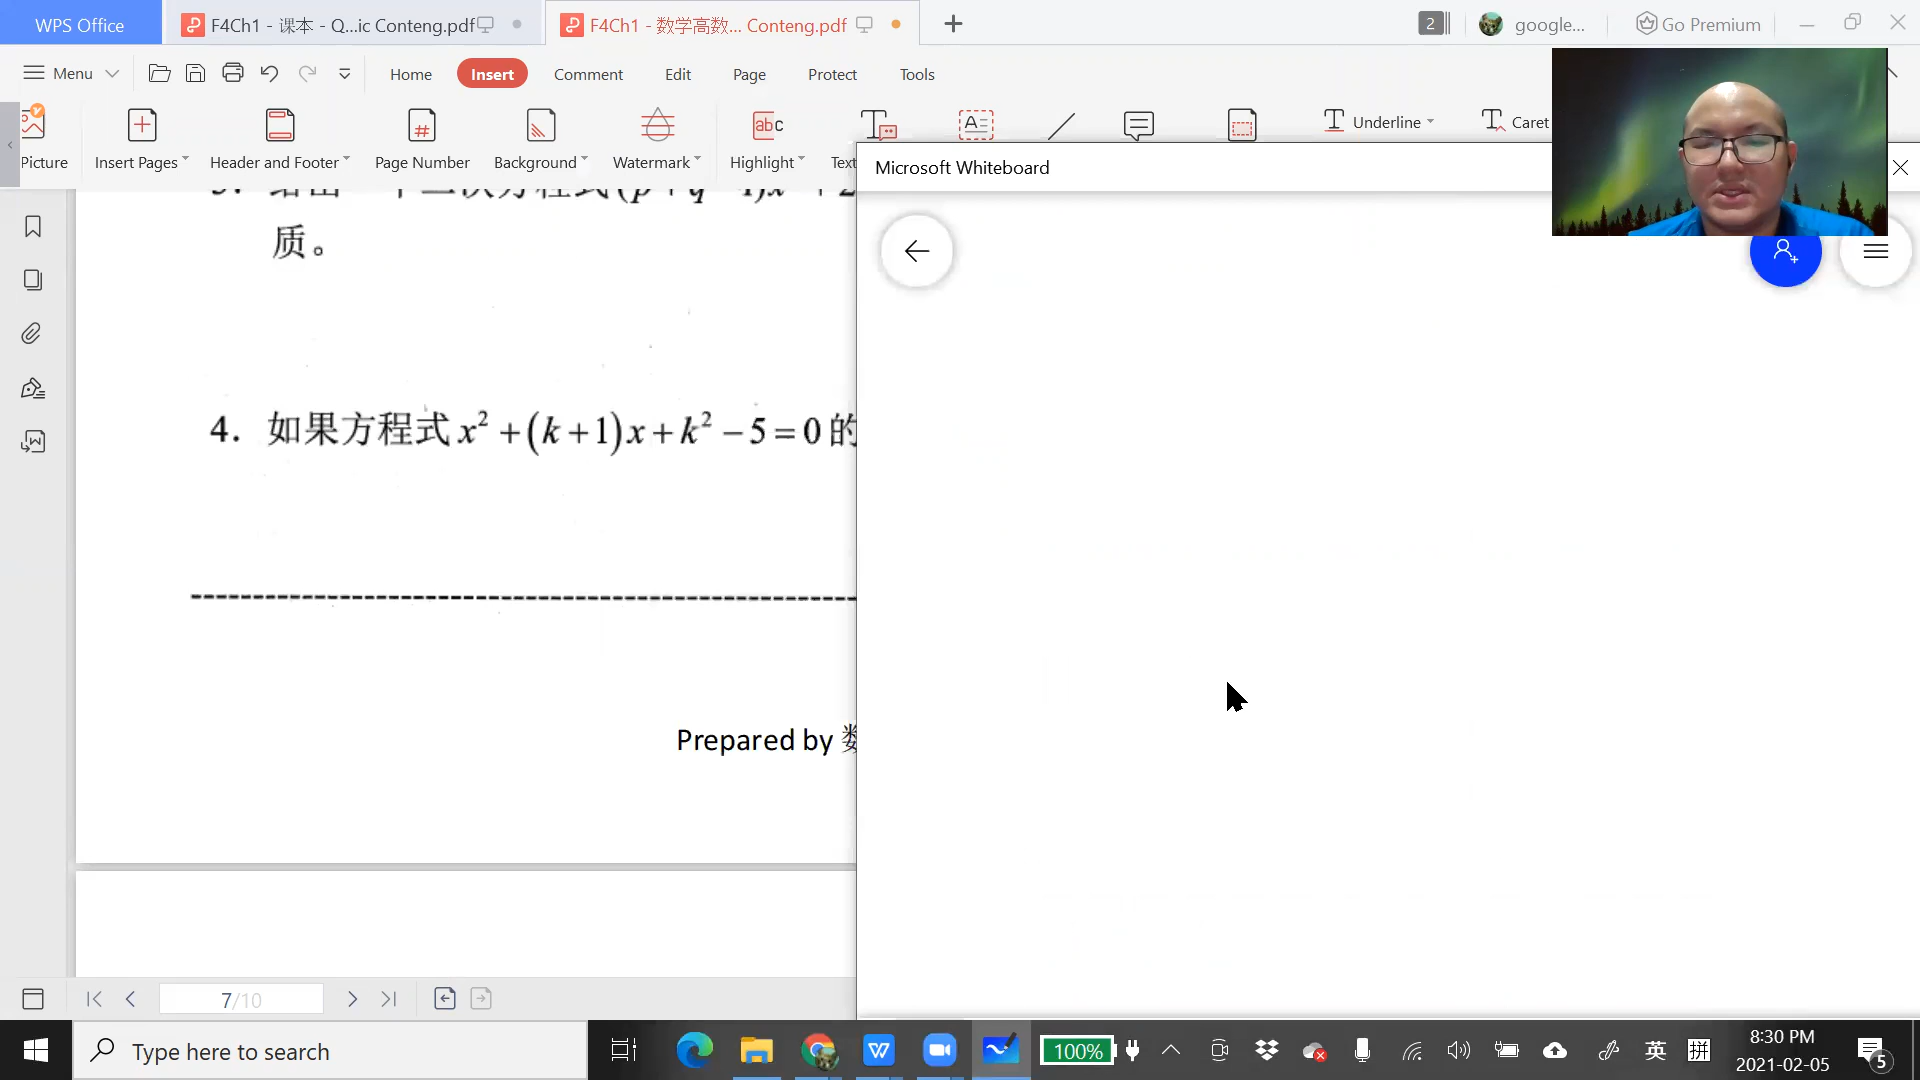 WPS Office
F4Ch1 - 课本 - Q...ic Conteng.pdf
F4Ch1 - 数学高数... Conteng.pdf
2
google...
Go Premium
Menu
Home
Insert
Comment
Edit
Page
Protect
Tools
Picture
Insert Pages
Header and Footer
Page Number
Background
Watermark
Highlight
Text
Underline
Caret
Microsoft Whiteboard
质。
4. 如果方程式 x² + (k + 1)x + k² − 5 = 0 的
Prepared by
7/10
Type here to search
100%
英
拼
8:30 PM
2021-02-05
5